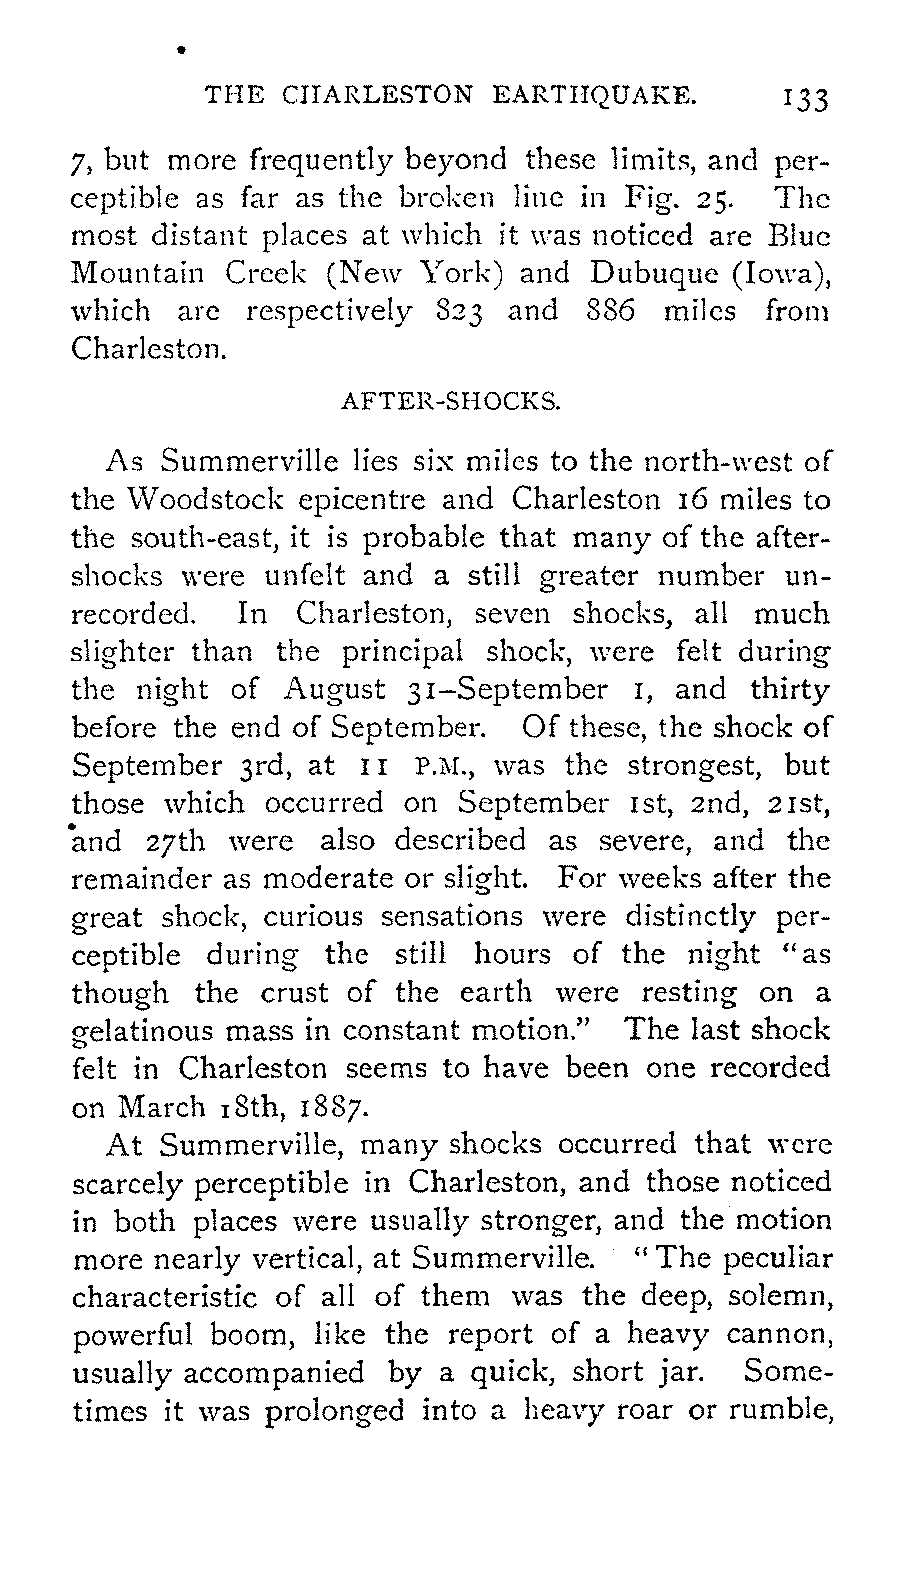 THE CHARLESTON EARTHQUAKE. 133
7, but more frequently beyond these limits, and per-
ceptible as far as the broken line in Fig. 25. The
most distant places at which it was noticed are Blue
Mountain Creek (New York) and Dubuque (Iowa),
which are respectively 823 and 886 miles from
Charleston.
AFTER-SHOCKS.
As Summerville lies six miles to the north-west of
the Woodstock epicentre and Charleston 16 miles to
the south-east, it is probable that many of the after-
shocks were unfelt and a still greater number un-
recorded. In Charleston, seven shocks, all much
slighter than the principal shock, were felt during
the night of August 31–September 1, and thirty
before the end of September. Of these, the shock of
September 3rd, at 11 P.M., was the strongest, but
those which occurred on September 1st, 2nd, 21st,
and 27th were also described as severe, and the
remainder as moderate or slight. For weeks after the
great shock, curious sensations were distinctly per-
ceptible during the still hours of the night “as
though the crust of the earth were resting on a
gelatinous mass in constant motion.” The last shock
felt in Charleston seems to have been one recorded
on March 18th, 1887.
At Summerville, many shocks occurred that were
scarcely perceptible in Charleston, and those noticed
in both places were usually stronger, and the motion
more nearly vertical, at Summerville. “The peculiar
characteristic of all of them was the deep, solemn,
powerful boom, like the report of a heavy cannon,
usually accompanied by a quick, short jar. Some-
times it was prolonged into a heavy roar or rumble,